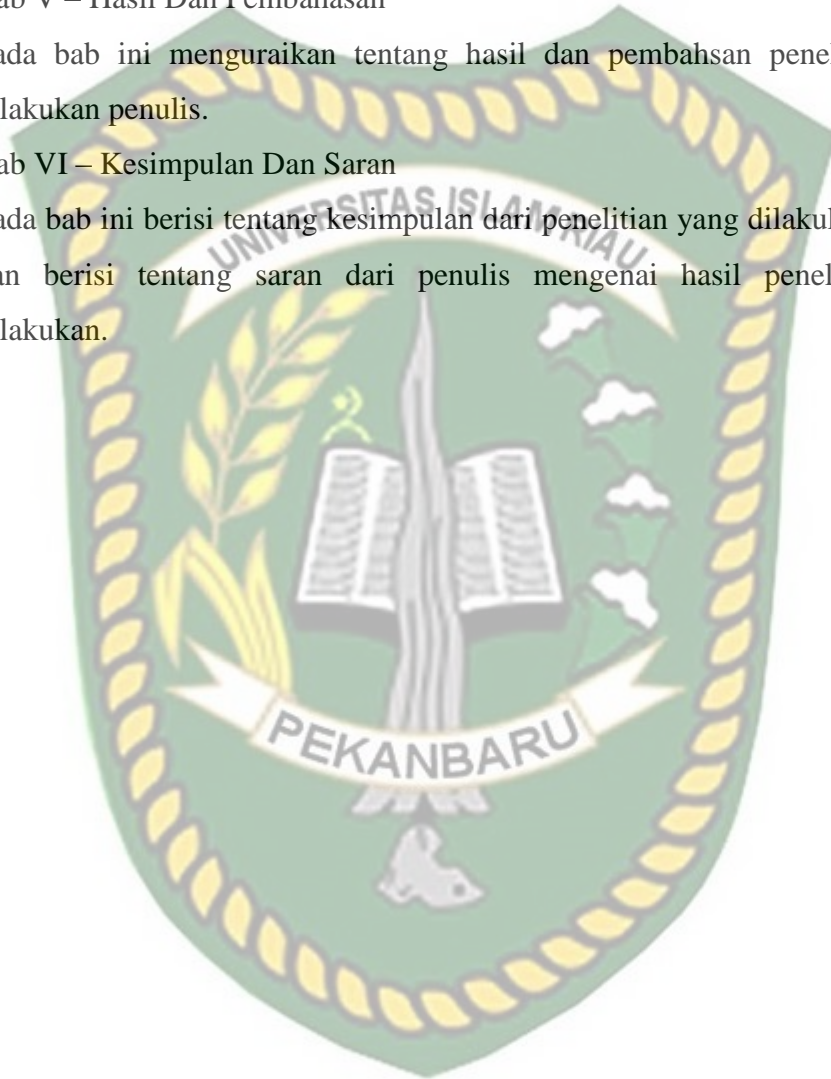 ab V – Hasil Dan Pembahasan
ada bab ini menguraikan tentang hasil dan pembahsan penel
lakukan penulis.
ab VI – Kesimpulan Dan Saran
UNIVERSITAS ISLAM RIAU
ada bab ini berisi tentang kesimpulan dari penelitian yang dilaku
an berisi tentang saran dari penulis mengenai hasil penel
lakukan.
PEKANBARU